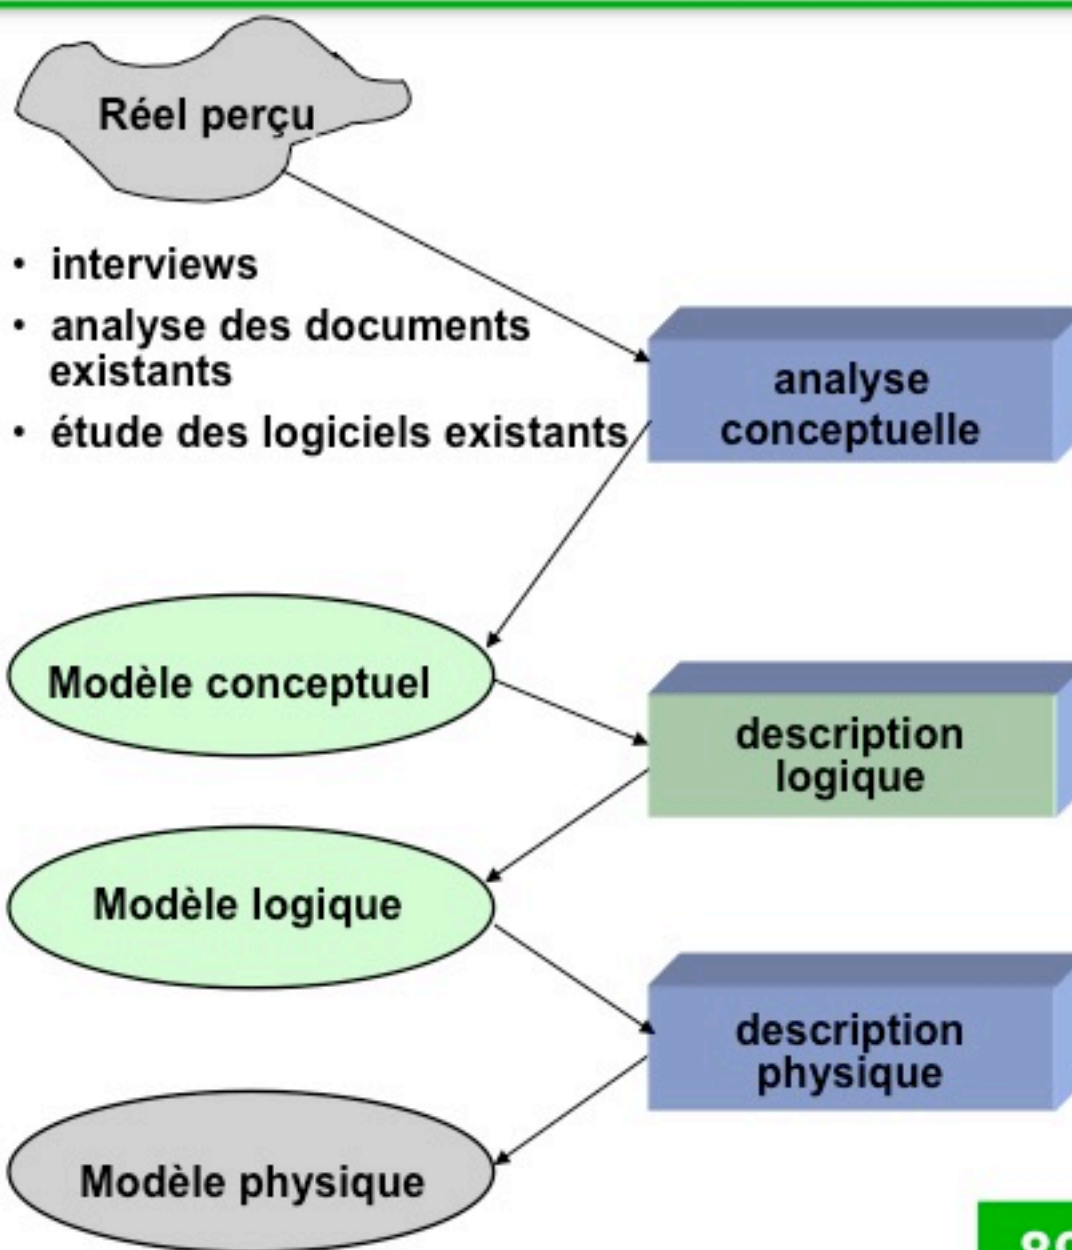 Réel perçu
• interviews
• analyse des documents
existants
• étude des logiciels existants
analyse
conceptuelle
Modèle conceptuel
description
logique
Modèle logique
description
physique
Modèle physique